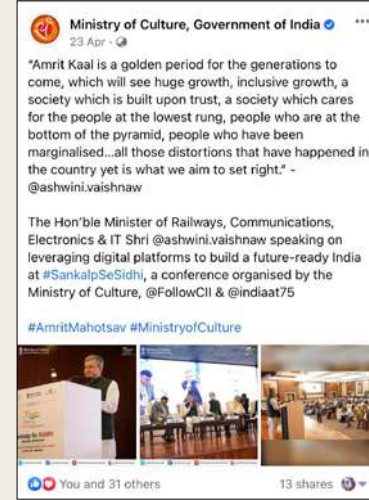 Ministry of Culture, Government of India
23 Apr ·
"Amrit Kaal is a golden period for the generations to
come, which will see huge growth, inclusive growth, a
society which is built upon trust, a society which cares
for the people at the lowest rung, people who are at the
bottom of the pyramid, people who have been
marginalised...all those distortions that have happened in
the country yet is what we aim to set right." -
@ashwini.vaishnaw
The Hon'ble Minister of Railways, Communications,
Electronics & IT Shri @ashwini.vaishnaw speaking on
leveraging digital platforms to build a future-ready India
at #SankalpSeSidhi, a conference organised by the
Ministry of Culture, @FollowCII & @indiaat75
#AmritMahotsav #MinistryofCulture
You and 31 others
13 shares